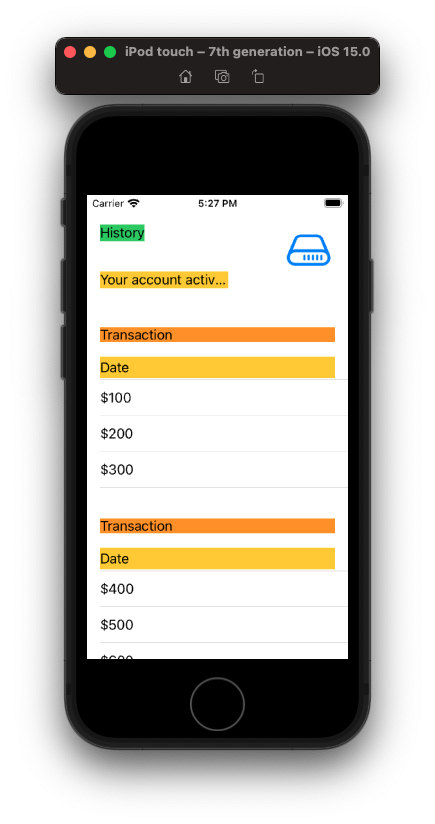 iPod touch – 7th generation – iOS 15.0
Carrier 5:27 PM
History
Your account activ...
Transaction
Date
$100
$200
$300
Transaction
Date
$400
$500